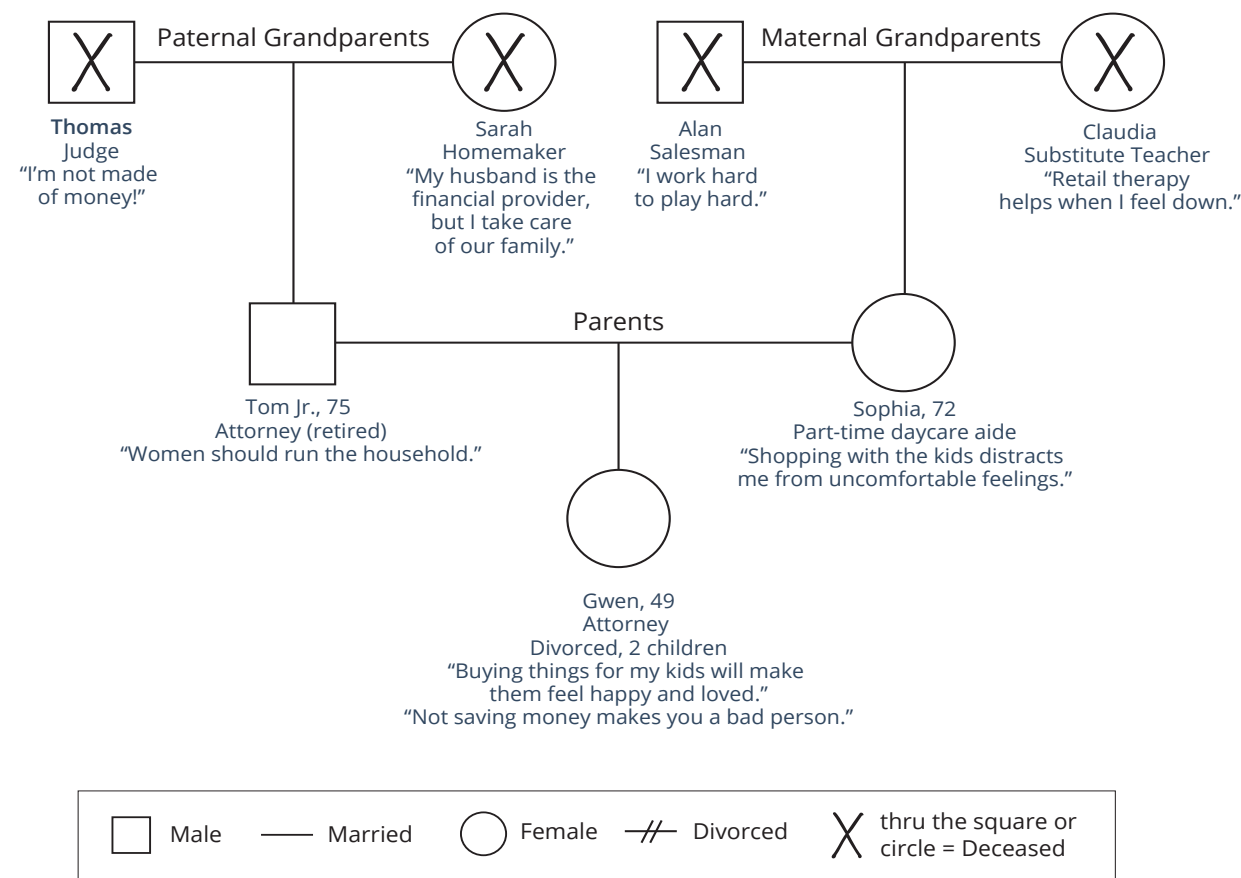 Paternal Grandparents
Maternal Grandparents
Thomas
Judge
“I’m not made
of money!”
Sarah
Homemaker
“My husband is the
financial provider,
but I take care
of our family.”
Alan
Salesman
“I work hard
to play hard.”
Claudia
Substitute Teacher
“Retail therapy
helps when I feel down.”
Parents
Tom Jr., 75
Attorney (retired)
“Women should run the household.”
Sophia, 72
Part-time daycare aide
“Shopping with the kids distracts
me from uncomfortable feelings.”
Gwen, 49
Attorney
Divorced, 2 children
“Buying things for my kids will make
them feel happy and loved.”
“Not saving money makes you a bad person.”
Male
Married
Female
Divorced
thru the square or
circle = Deceased